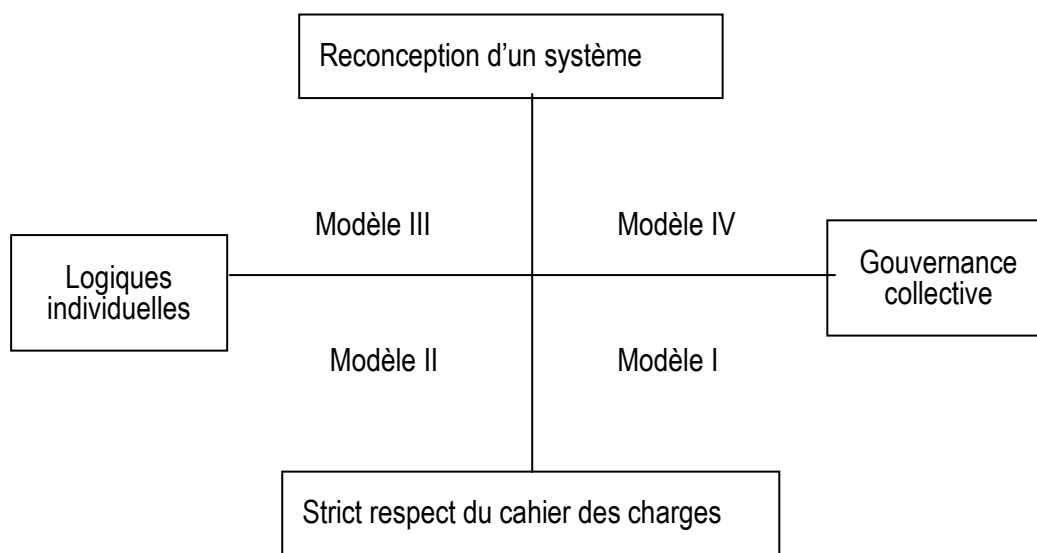 Reconception d’un système
Modèle III
Modèle IV
Logiques
individuelles
Gouvernance
collective
Modèle II
Modèle I
Strict respect du cahier des charges